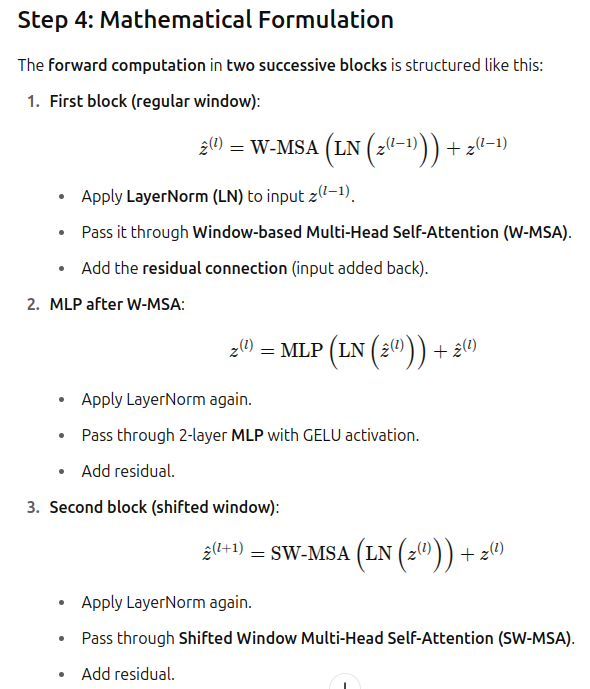 Step 4: Mathematical Formulation
The forward computation in two successive blocks is structured like this:
1. First block (regular window):
ẑ^(l) = W-MSA (LN (z^(l−1))) + z^(l−1)
• Apply LayerNorm (LN) to input z^(l−1).
• Pass it through Window-based Multi-Head Self-Attention (W-MSA).
• Add the residual connection (input added back).
2. MLP after W-MSA:
z^(l) = MLP (LN (ẑ^(l))) + ẑ^(l)
• Apply LayerNorm again.
• Pass through 2-layer MLP with GELU activation.
• Add residual.
3. Second block (shifted window):
ẑ^(l+1) = SW-MSA (LN (z^(l))) + z^(l)
• Apply LayerNorm again.
• Pass through Shifted Window Multi-Head Self-Attention (SW-MSA).
• Add residual.